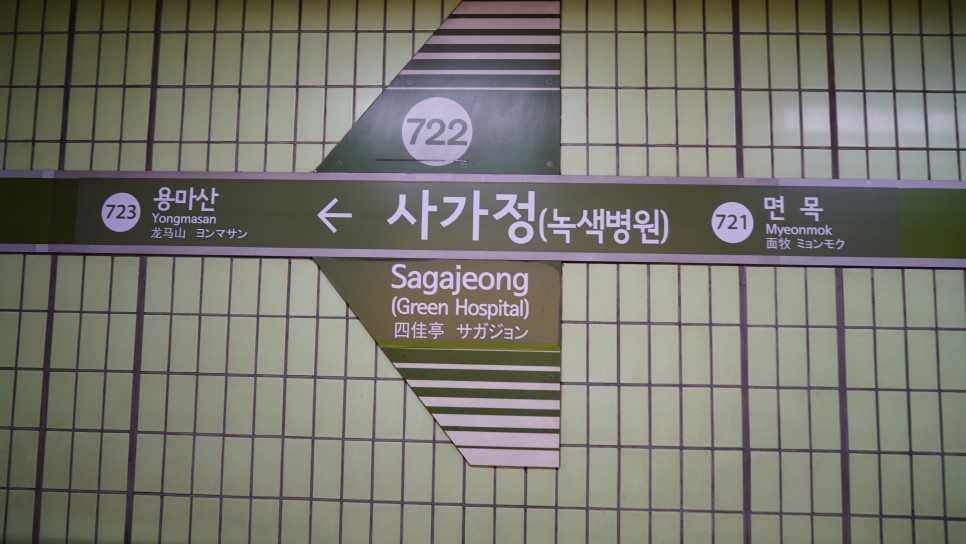 722
723
용마산
Yongmasan
龙马山 ヨンマサン
← 사가정(녹색병원)
721
면 목
Myeonmok
面牧 ミョンモク
Sagajeong
(Green Hospital)
四佳亭 サガジョン